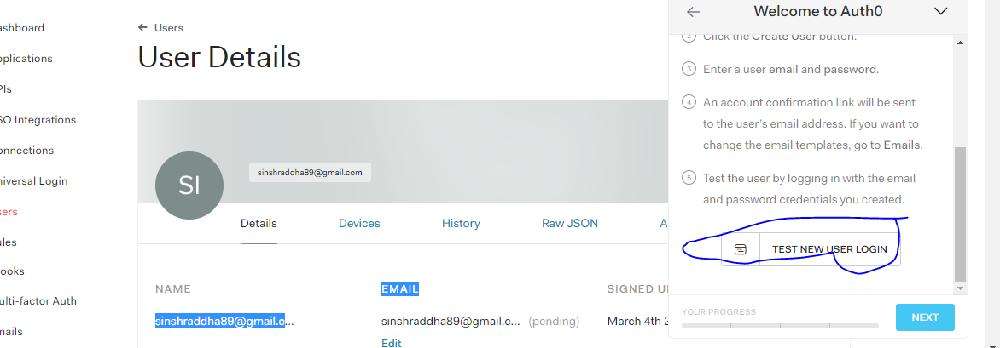 ashboard
pplications
PIs
SO Integrations
onnections
niversal Login
sers
ules
ooks
ulti-factor Auth
mails
← Users
User Details
SI
sinshraddha89@gmail.com
Details Devices History Raw JSON A
NAME EMAIL SIGNED U
sinshraddha89@gmail.c... sinshraddha89@gmail.c... (pending) March 4th 2
Edit
Welcome to Auth0
2 Click the Create User button.
3 Enter a user email and password.
4 An account confirmation link will be sent
to the user's email address. If you want to
change the email templates, go to Emails.
5 Test the user by logging in with the email
and password credentials you created.
TEST NEW USER LOGIN
YOUR PROGRESS
NEXT